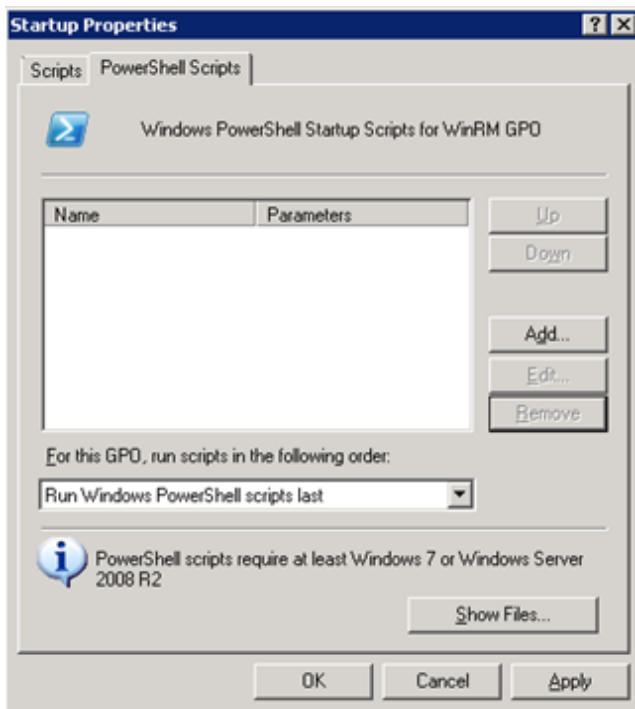 Startup Properties
Scripts
PowerShell Scripts
Windows PowerShell Startup Scripts for WinRM GPO
Name Parameters
Up
Down
Add...
Edit...
Remove
For this GPO, run scripts in the following order:
Run Windows PowerShell scripts last
PowerShell scripts require at least Windows 7 or Windows Server
2008 R2
Show Files...
OK Cancel Apply